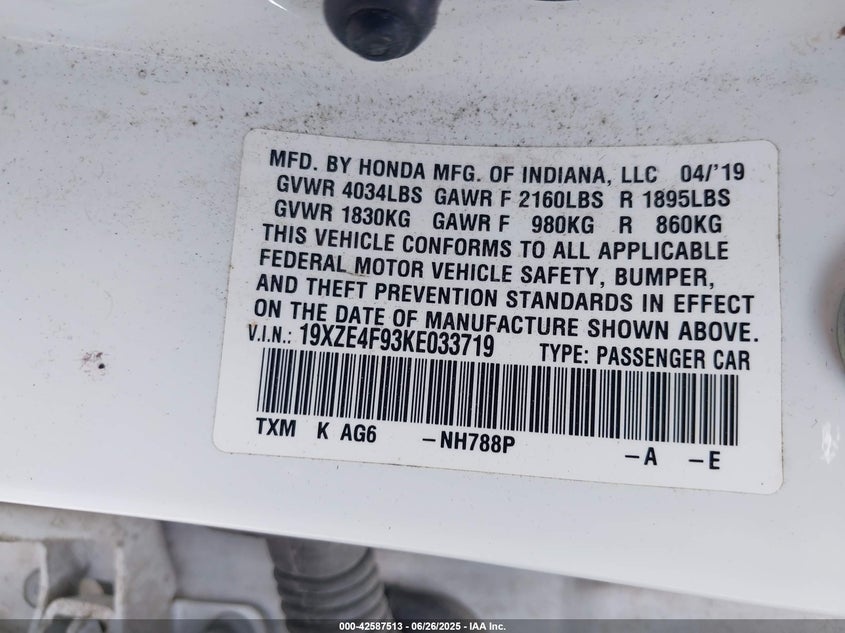 MFD. BY HONDA MFG. OF INDIANA, LLC 04/'19
GVWR 4034LBS GAWR F 2160LBS R 1895LBS
GVWR 1830KG GAWR F 980KG R 860KG
THIS VEHICLE CONFORMS TO ALL APPLICABLE
FEDERAL MOTOR VEHICLE SAFETY, BUMPER,
AND THEFT PREVENTION STANDARDS IN EFFECT
ON THE DATE OF MANUFACTURE SHOWN ABOVE.
V.I.N.: 19XZE4F93KE033719 TYPE: PASSENGER CAR
TXM K AG6 –NH788P –A –E
000-42587513 – 06/26/2025 – IAA Inc.